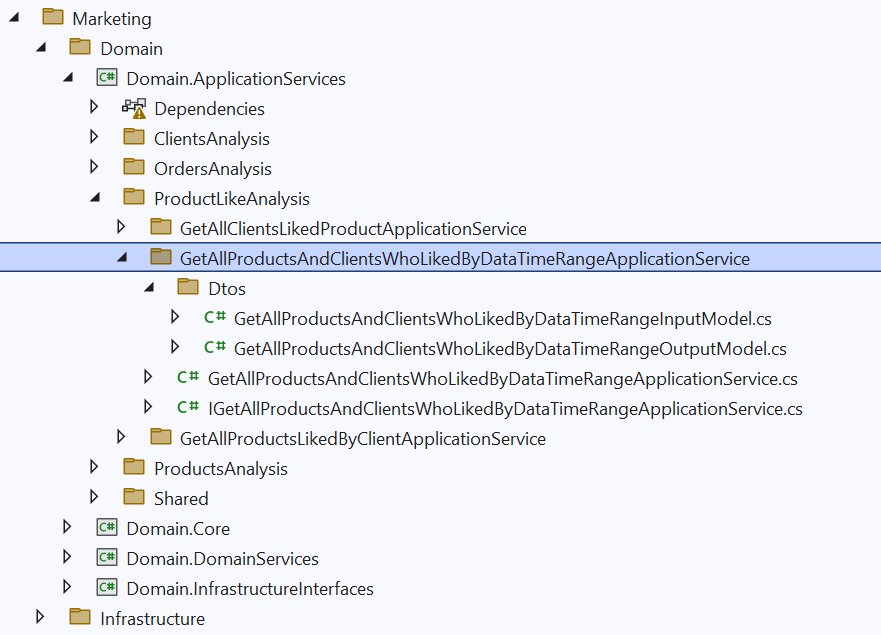 Marketing
Domain
C# Domain.ApplicationServices
Dependencies
ClientsAnalysis
OrdersAnalysis
ProductLikeAnalysis
GetAllClientsLikedProductApplicationService
GetAllProductsAndClientsWhoLikedByDataTimeRangeApplicationService
Dtos
C# GetAllProductsAndClientsWhoLikedByDataTimeRangeInputModel.cs
C# GetAllProductsAndClientsWhoLikedByDataTimeRangeOutputModel.cs
C# GetAllProductsAndClientsWhoLikedByDataTimeRangeApplicationService.cs
C# IGetAllProductsAndClientsWhoLikedByDataTimeRangeApplicationService.cs
GetAllProductsLikedByClientApplicationService
ProductsAnalysis
Shared
C# Domain.Core
C# Domain.DomainServices
C# Domain.InfrastructureInterfaces
Infrastructure